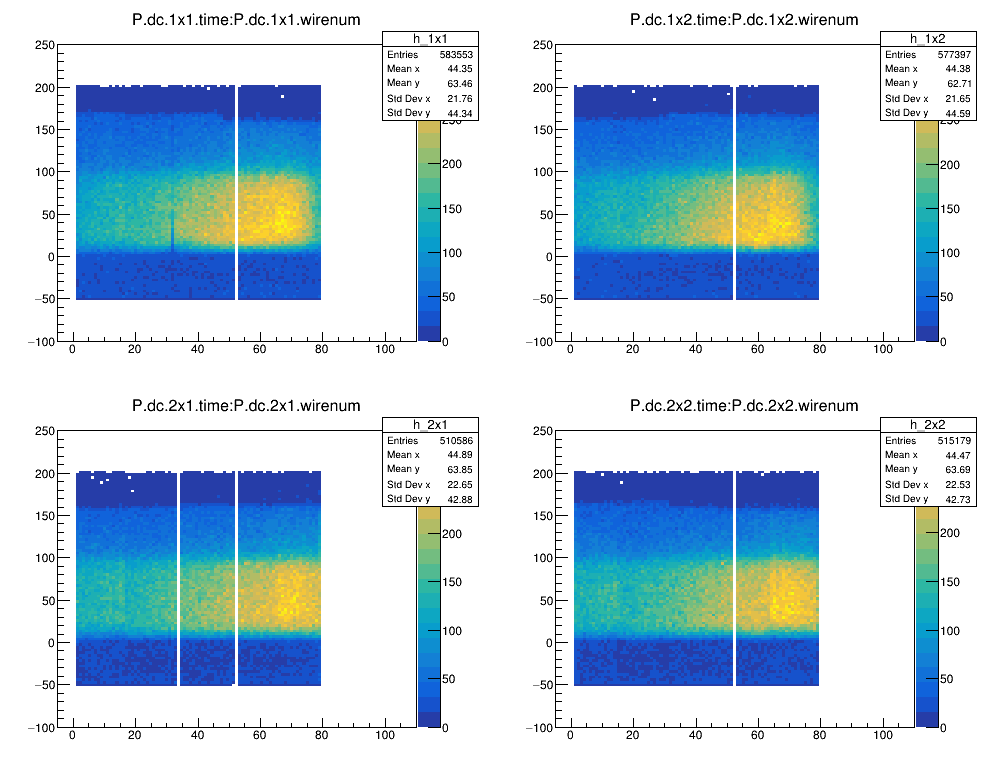 P.dc.1x1.time:P.dc.1x1.wirenum
h_1x1
Entries 583553
Mean x 44.35
Mean y 63.46
Std Dev x 21.76
Std Dev y 44.34
250
200
150
100
50
0
−50
−100
0 20 40 60 80 100
250
200
150
100
50
0
P.dc.1x2.time:P.dc.1x2.wirenum
h_1x2
Entries 577397
Mean x 44.38
Mean y 62.71
Std Dev x 21.65
Std Dev y 44.59
250
200
150
100
50
0
−50
−100
0 20 40 60 80 100
250
200
150
100
50
0
P.dc.2x1.time:P.dc.2x1.wirenum
h_2x1
Entries 510586
Mean x 44.89
Mean y 63.85
Std Dev x 22.65
Std Dev y 42.88
250
200
150
100
50
0
−50
−100
0 20 40 60 80 100
200
150
100
50
0
P.dc.2x2.time:P.dc.2x2.wirenum
h_2x2
Entries 515179
Mean x 44.47
Mean y 63.69
Std Dev x 22.53
Std Dev y 42.73
250
200
150
100
50
0
−50
−100
0 20 40 60 80 100
200
150
100
50
0